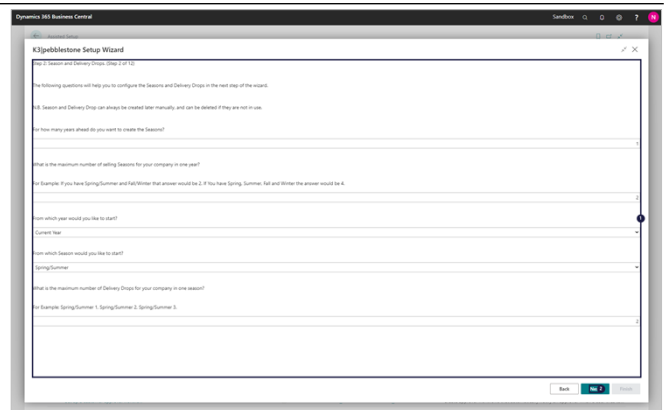 Dynamics 365 Business Central
Sandbox
?
N
Assisted Setup
K3|pebblestone Setup Wizard
Step 2: Season and Delivery Drops. (Step 2 of 12)
The following questions will help you to configure the Seasons and Delivery Drops in the next step of the wizard.
N.B. Season and Delivery Drop can always be created later manually, and can be deleted if they are not in use.
For how many years ahead do you want to create the Seasons?
1
What is the maximum number of selling Seasons for your company in one year?
For Example: If you have Spring/Summer and Fall/Winter that answer would be 2. If You have Spring, Summer, Fall and Winter the answer would be 4.
2
From which year would you like to start?
1
Current Year
From which Season would you like to start?
Spring/Summer
What is the maximum number of Delivery Drops for your company in one season?
For Example: Spring/Summer 1, Spring/Summer 2, Spring/Summer 3.
2
Back
2
Finish